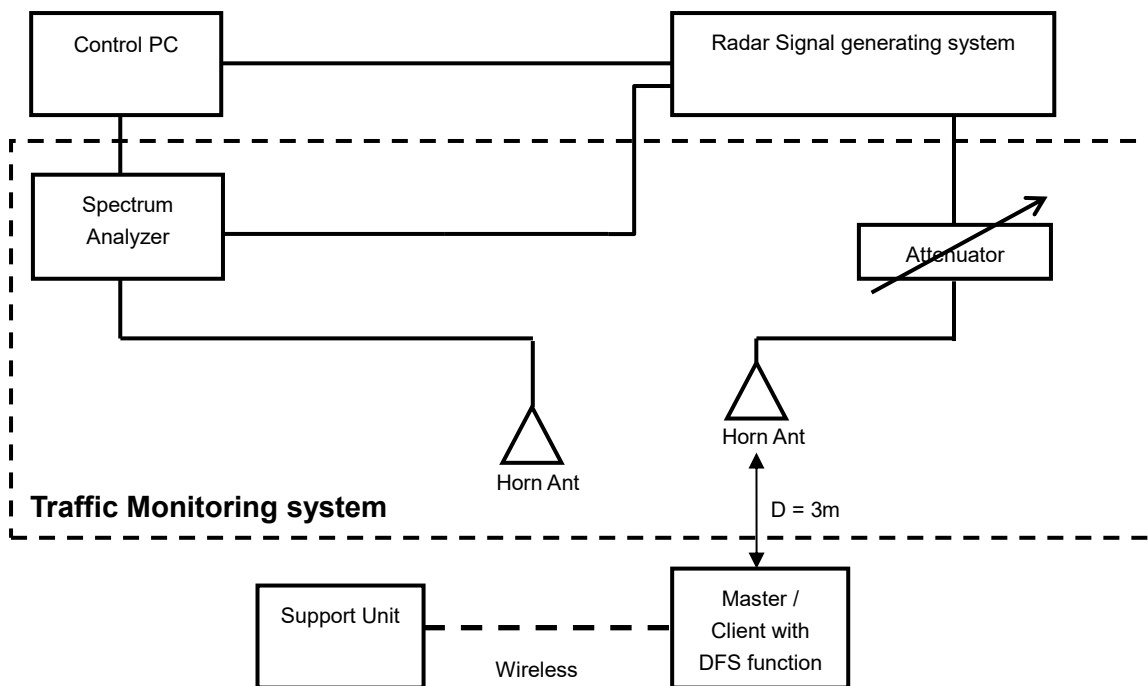 Control PC
Radar Signal generating system
Spectrum
Analyzer
Attenuator
Horn Ant
Horn Ant
Traffic Monitoring system
D = 3m
Support Unit
Wireless
Master /
Client with
DFS function